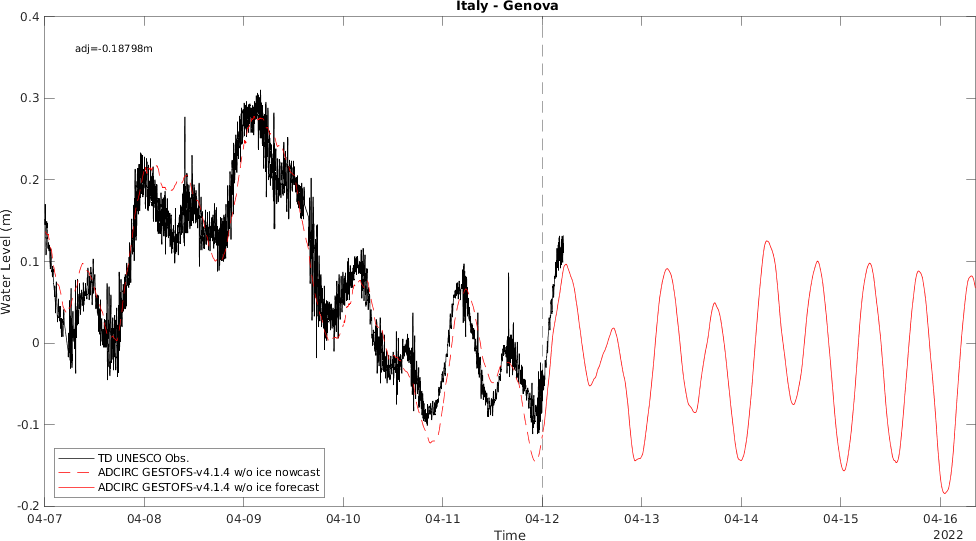 Italy - Genova
adj=-0.18798m
0.4
0.3
0.2
0.1
0
-0.1
-0.2
Water Level (m)
TD UNESCO Obs.
ADCIRC GESTOFS-v4.1.4 w/o ice nowcast
ADCIRC GESTOFS-v4.1.4 w/o ice forecast
04-07 04-08 04-09 04-10 04-11 04-12 04-13 04-14 04-15 04-16
Time 2022